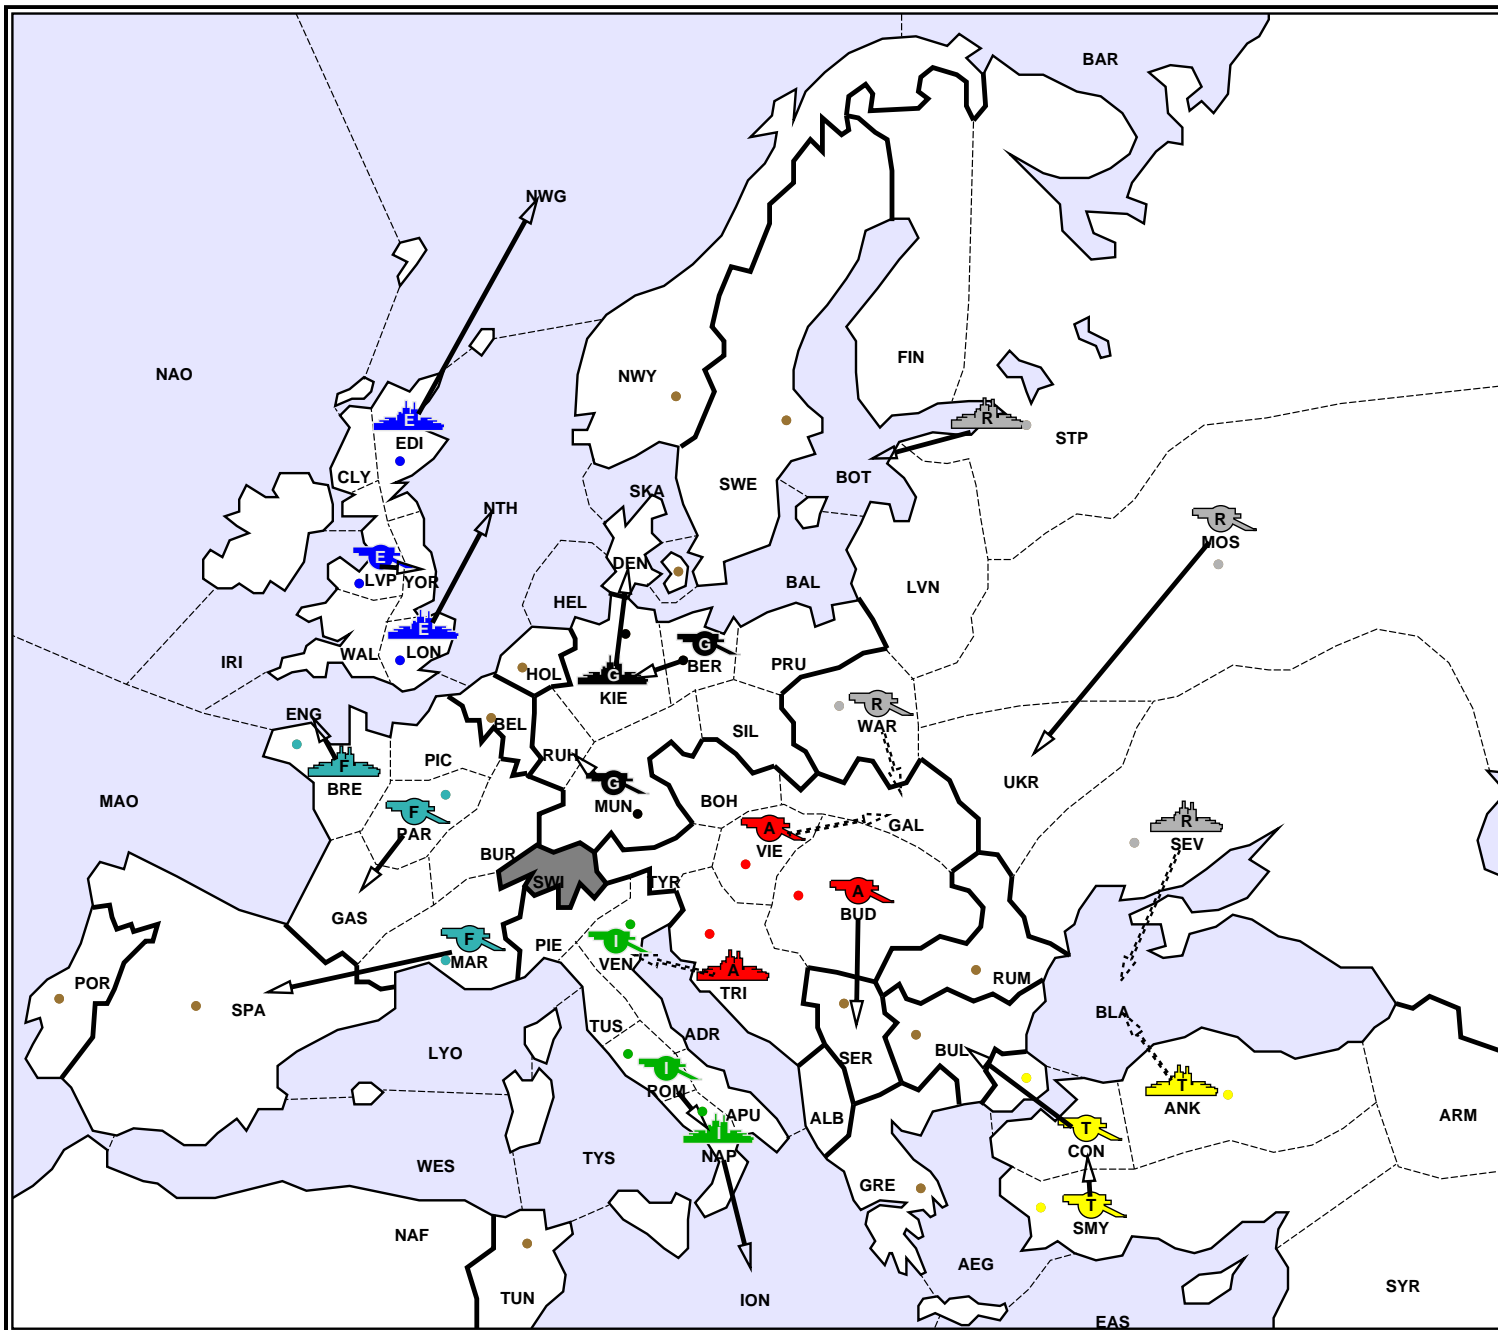 BAR
NWG
NAO
FIN
NWY
E
R
EDI
STP
CLY
BOT
SWE
SKA
NTH
R
MOS
E
LVP
YOR
DEN
BAL
LVN
HEL
E
LON
WAL
IRI
G
BER
PRU
HOL
G
KIE
R
WAR
ENG
BEL
SIL
RUH
PIC
F
BRE
G
MUN
UKR
MAO
BOH
F
PAR
A
VIE
GAL
R
SEV
BUR
SWI
TYR
A
BUD
GAS
F
MAR
PIE
I
VEN
A
TRI
RUM
POR
SPA
BLA
TUS
ADR
LYO
SER
BUL
I
ROM
T
ANK
APU
ALB
ARM
I
NAP
T
CON
WES
TYS
GRE
T
SMY
NAF
AEG
SYR
TUN
ION
EAS